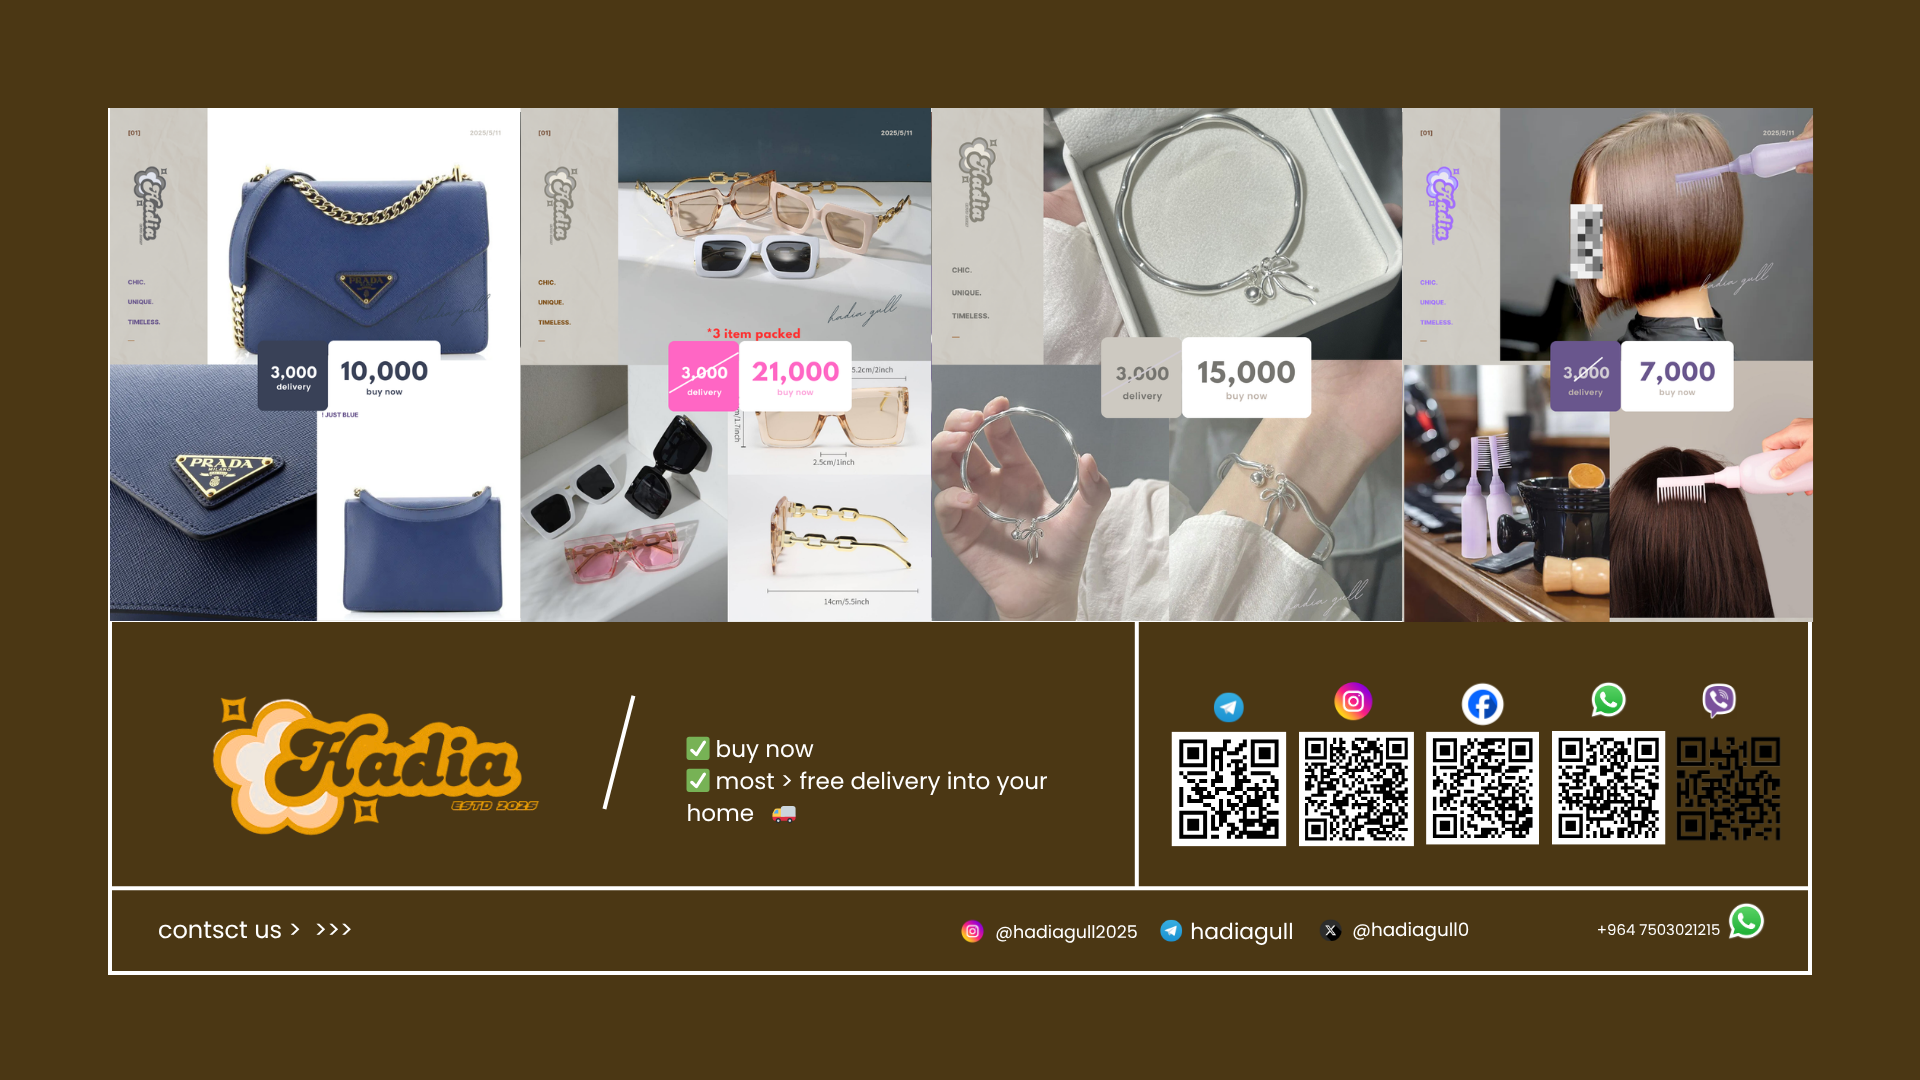 [01]
2025/5/11
Hadia
CHIC.
UNIQUE.
TIMELESS.
PRADA
3,000
delivery
10,000
buy now
! JUST BLUE
PRADA
MILANO
[01]
2025/5/11
Hadia
CHIC.
UNIQUE.
TIMELESS.
hadia gull
*3 item packed
3,000
delivery
21,000
buy now
5.2cm/2inch
/1.7inch
2.5cm/1inch
14cm/5.5inch
Hadia
CHIC.
UNIQUE.
TIMELESS.
3,000
delivery
15,000
buy now
hadia gull
[01]
2025/5/11
Hadia
CHIC.
UNIQUE.
TIMELESS.
hadia gull
3,000
delivery
7,000
buy now
Hadia
ESTD 2025
✅ buy now
✅ most > free delivery into your
home 🚚
contsct us > >>>
@hadiagull2025
hadiagull
@hadiagull0
+964 7503021215